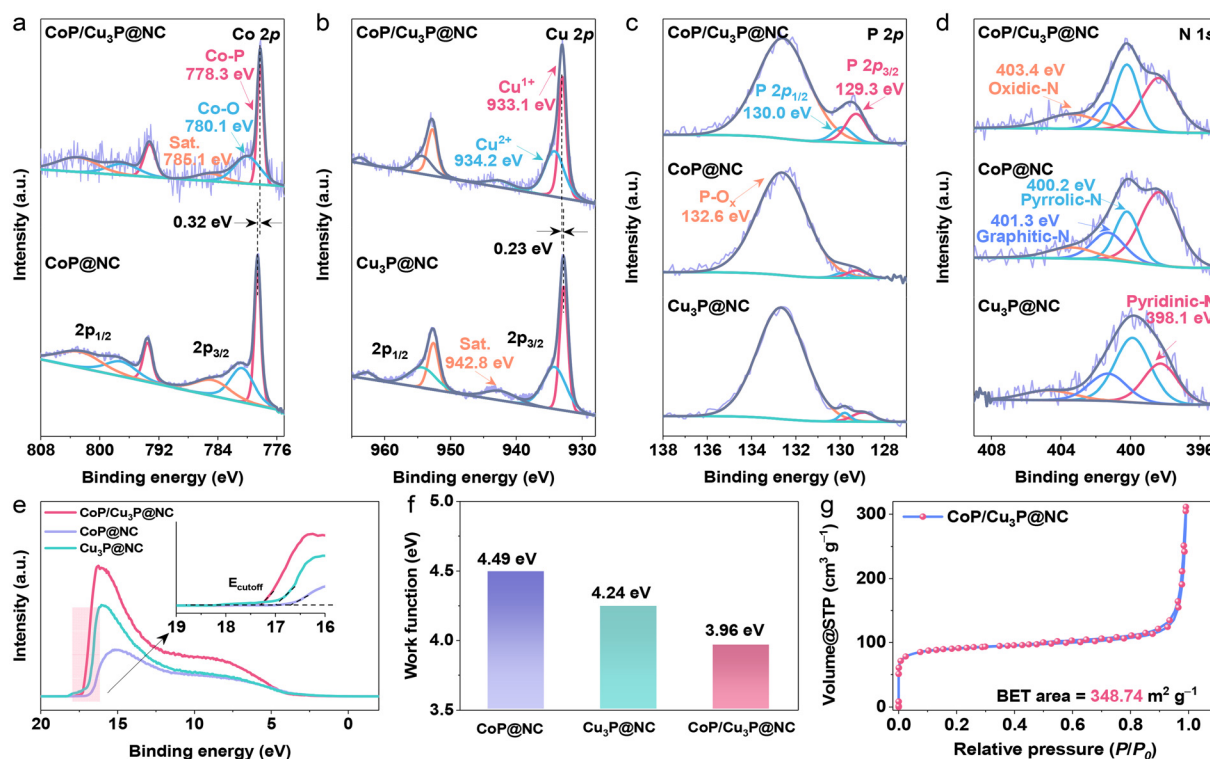 a
CoP/Cu₃P@NC
Co 2p
Co-P
778.3 eV
Co-O
780.1 eV
Sat.
785.1 eV
0.32 eV
CoP@NC
2p₁/₂
2p₃/₂
Intensity (a.u.)
808 800 792 784 776
Binding energy (eV)
b
CoP/Cu₃P@NC
Cu 2p
Cu¹⁺
933.1 eV
Cu²⁺
934.2 eV
0.23 eV
Cu₃P@NC
2p₁/₂
2p₃/₂
Sat.
942.8 eV
Intensity (a.u.)
960 950 940 930
Binding energy (eV)
c
CoP/Cu₃P@NC
P 2p
P 2p₃/₂
129.3 eV
P 2p₁/₂
130.0 eV
CoP@NC
P-Oₓ
132.6 eV
Cu₃P@NC
Intensity (a.u.)
138 136 134 132 130 128
Binding energy (eV)
d
CoP/Cu₃P@NC
N 1s
403.4 eV
Oxidic-N
CoP@NC
400.2 eV
Pyrrolic-N
401.3 eV
Graphitic-N
Cu₃P@NC
Pyridinic-N
398.1 eV
Intensity (a.u.)
408 404 400 396
Binding energy (eV)
e
CoP/Cu₃P@NC
CoP@NC
Cu₃P@NC
E_cutoff
19 18 17 16
Intensity (a.u.)
20 15 10 5 0
Binding energy (eV)
f
5.0
4.5
4.0
3.5
Work function (eV)
4.49 eV
4.24 eV
3.96 eV
CoP@NC
Cu₃P@NC
CoP/Cu₃P@NC
g
CoP/Cu₃P@NC
300
200
100
0
Volume@STP (cm³ g⁻¹)
BET area = 348.74 m² g⁻¹
0.0 0.2 0.4 0.6 0.8 1.0
Relative pressure (P/P₀)